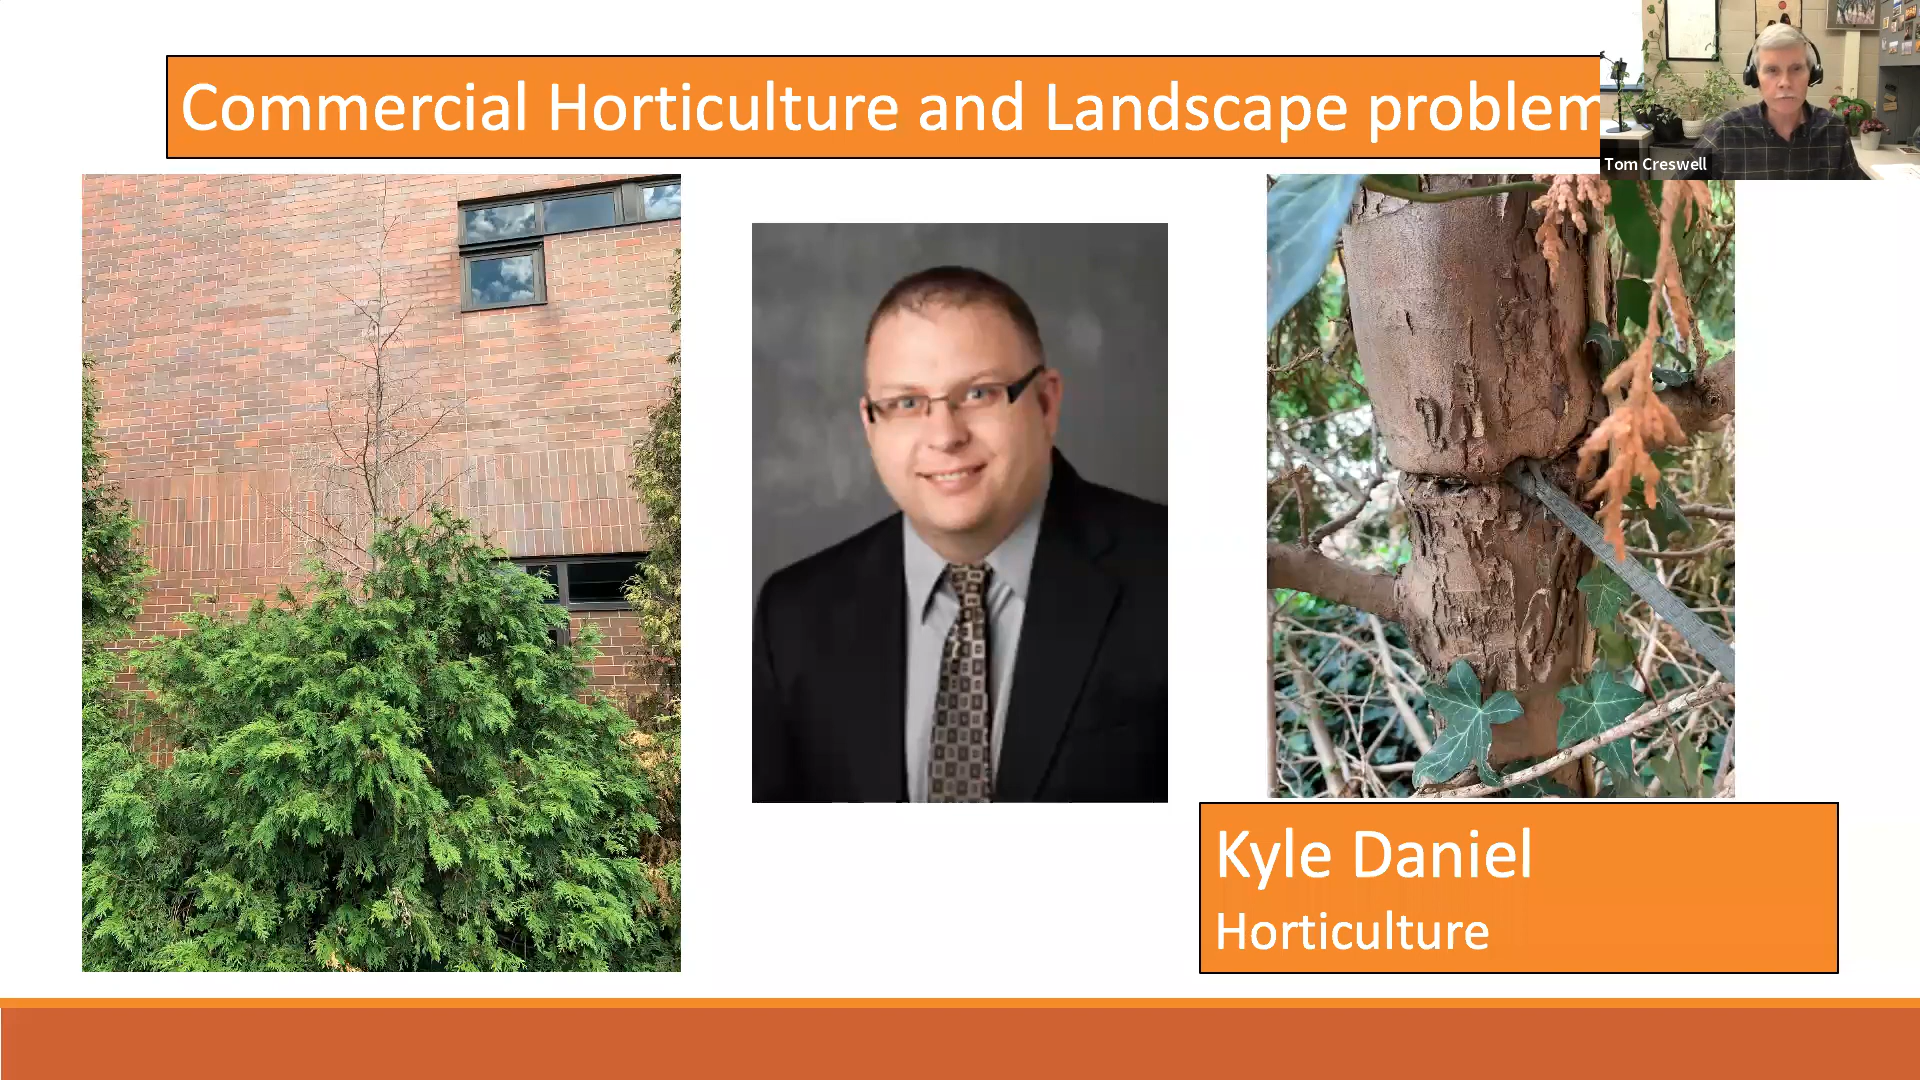 Commercial Horticulture and Landscape problem
Tom Creswell
Kyle Daniel
Horticulture